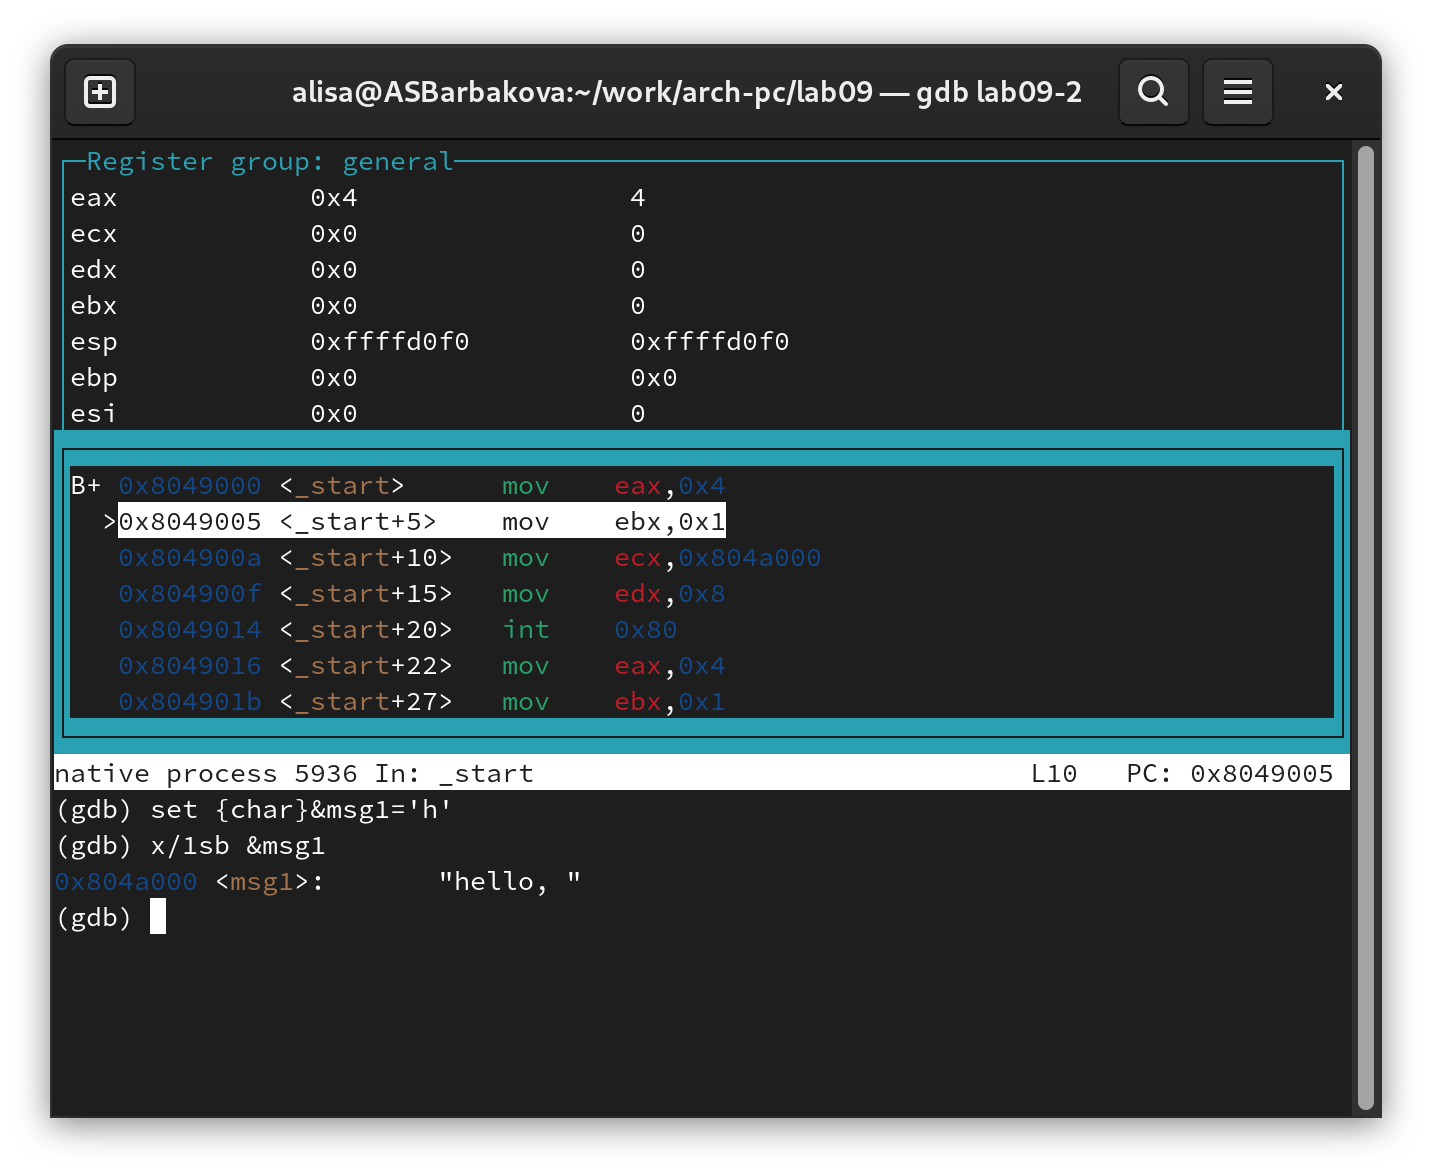 alisa@ASBarbakova:~/work/arch-pc/lab09 — gdb lab09-2
Register group: general
eax 0x4 4
ecx 0x0 0
edx 0x0 0
ebx 0x0 0
esp 0xffffd0f0 0xffffd0f0
ebp 0x0 0x0
esi 0x0 0
B+ 0x8049000 <_start> mov eax,0x4
>0x8049005 <_start+5> mov ebx,0x1
0x804900a <_start+10> mov ecx,0x804a000
0x804900f <_start+15> mov edx,0x8
0x8049014 <_start+20> int 0x80
0x8049016 <_start+22> mov eax,0x4
0x804901b <_start+27> mov ebx,0x1
native process 5936 In: _start L10 PC: 0x8049005
(gdb) set {char}&msg1='h'
(gdb) x/1sb &msg1
0x804a000 <msg1>: "hello, "
(gdb)